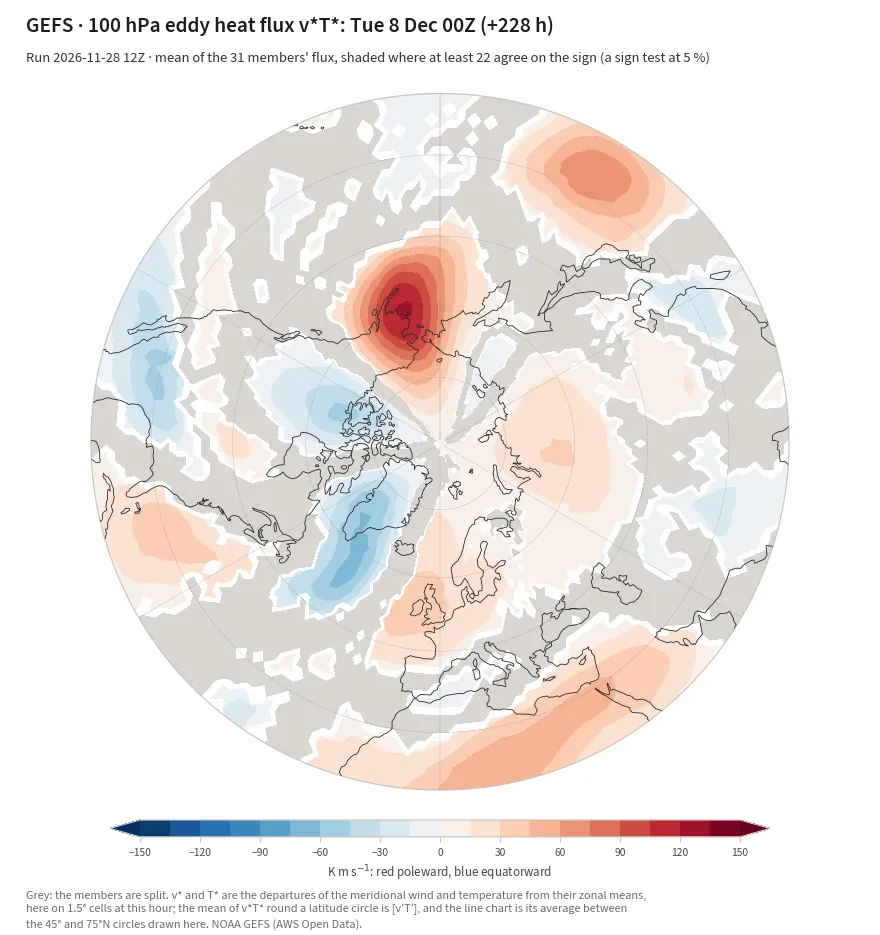 GEFS · 100 hPa eddy heat flux v*T*: Tue 8 Dec 00Z (+228 h)
Run 2026-11-28 12Z · mean of the 31 members' flux, shaded where at least 22 agree on the sign (a sign test at 5 %)
−150 −120 −90 −60 −30 0 30 60 90 120 150
K m s⁻¹: red poleward, blue equatorward
Grey: the members are split. v* and T* are the departures of the meridional wind and temperature from their zonal means,
here on 1.5° cells at this hour; the mean of v*T* round a latitude circle is [v′T′], and the line chart is its average between
the 45° and 75°N circles drawn here. NOAA GEFS (AWS Open Data).